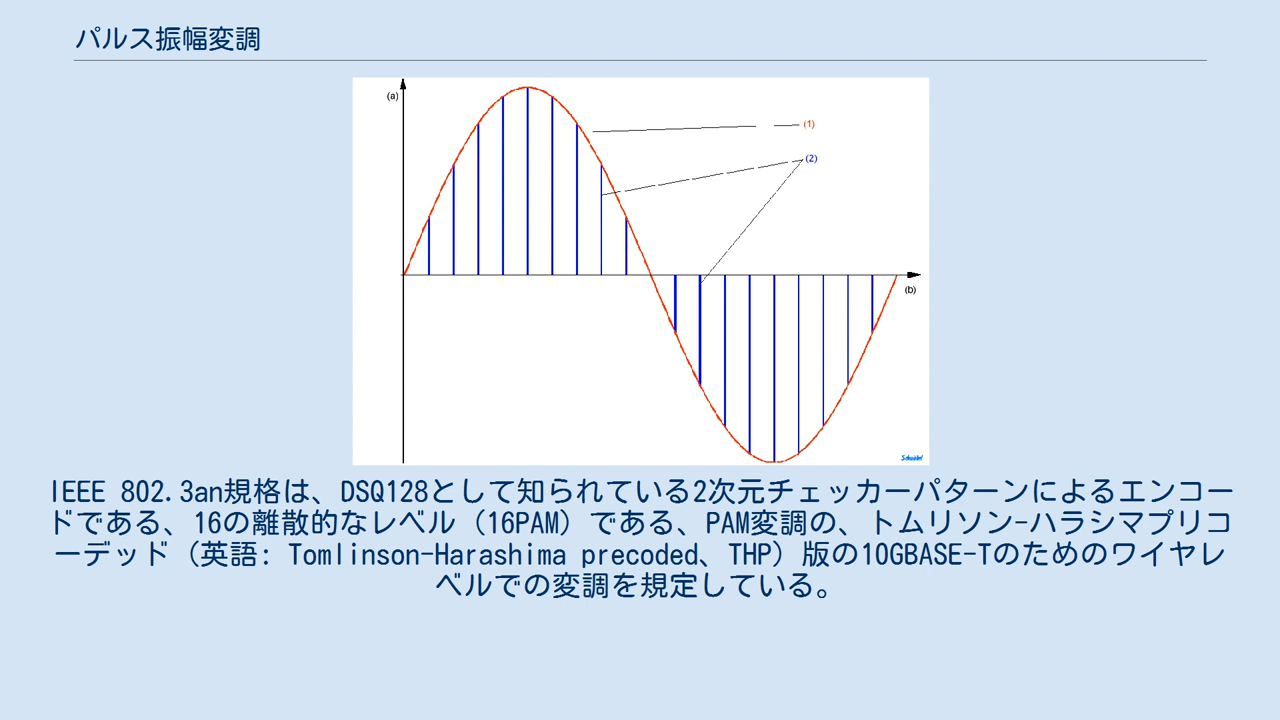 パルス振幅変調
(a)
(1)
(2)
(b)
IEEE 802.3an規格は、DSQ128として知られている2次元チェッカーパターンによるエンコー
ドである、16の離散的なレベル（16PAM）である、PAM変調の、トムリソン-ハラシマプリコ
ーデッド（英語: Tomlinson-Harashima precoded、THP）版の10GBASE-Tのためのワイヤレ
ベルでの変調を規定している。